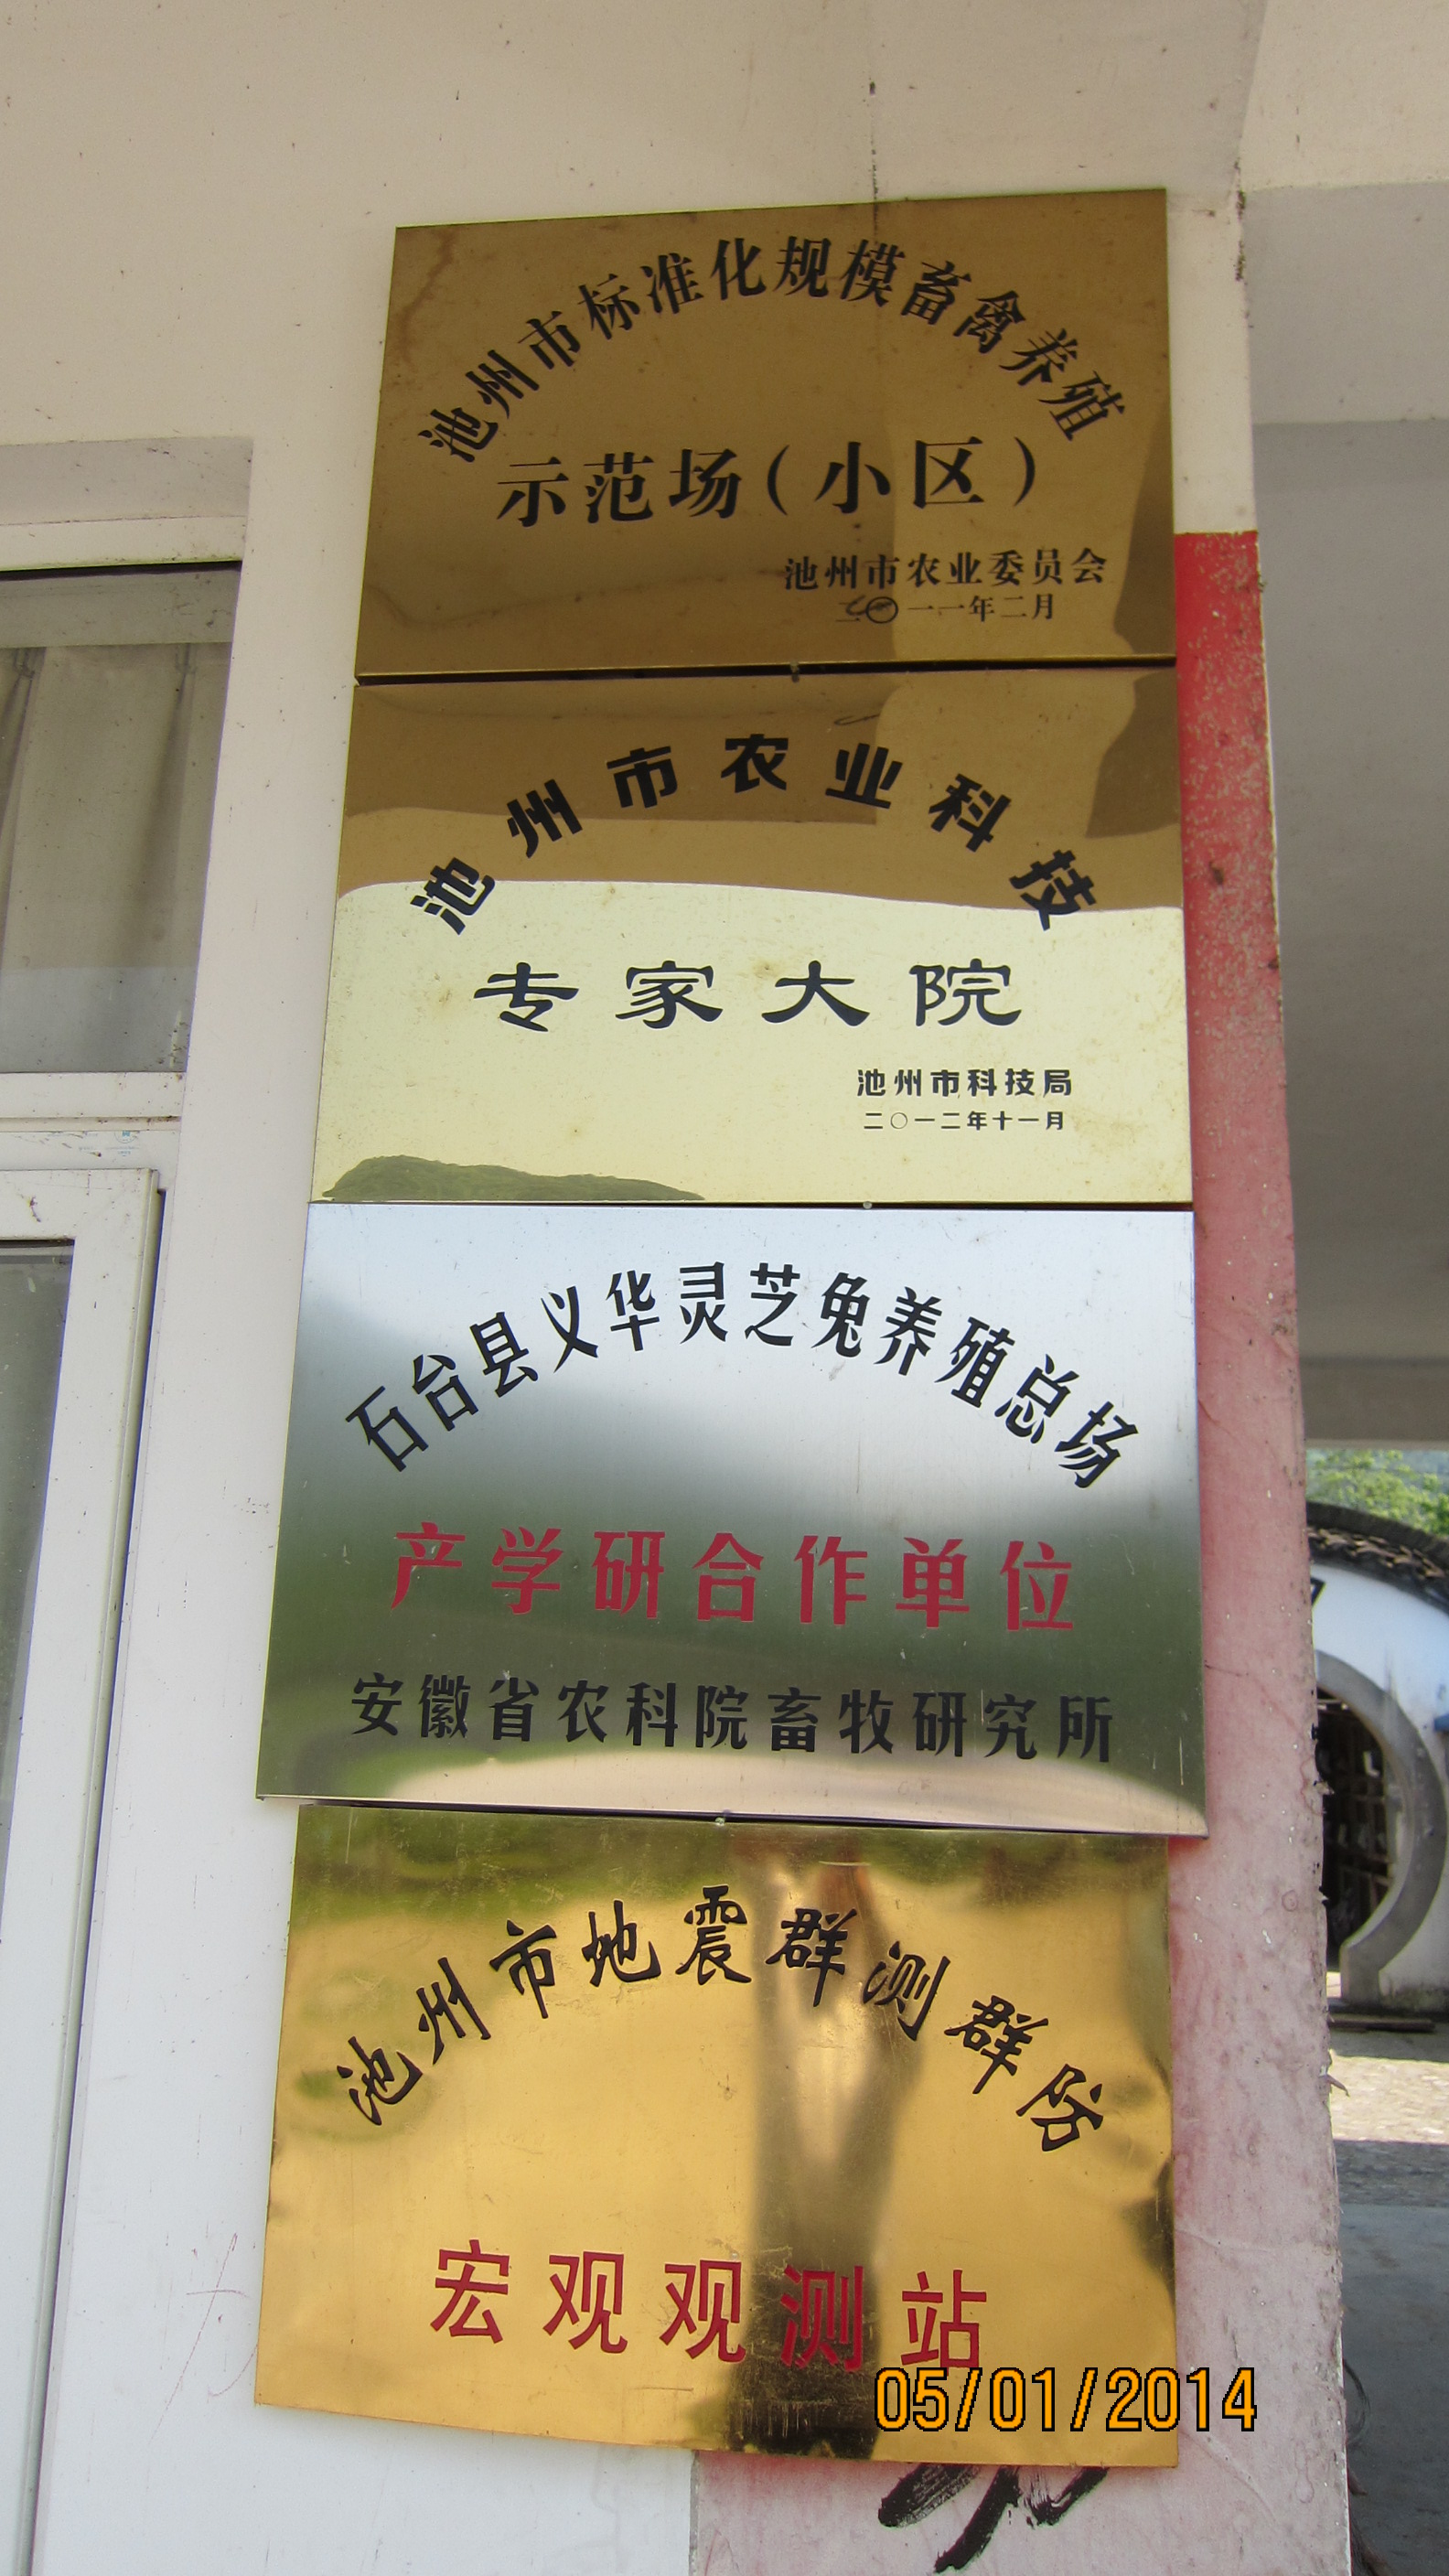 池州市标准化规模畜禽养殖
示范场(小区)
池州市农业委员会
二〇一一年二月
池州市农业科技
专家大院
池州市科技局
二〇一二年十一月
石台县义华灵芝兔养殖总场
产学研合作单位
安徽省农科院畜牧研究所
池州市地震群测群防
宏观观测站
05/01/2014